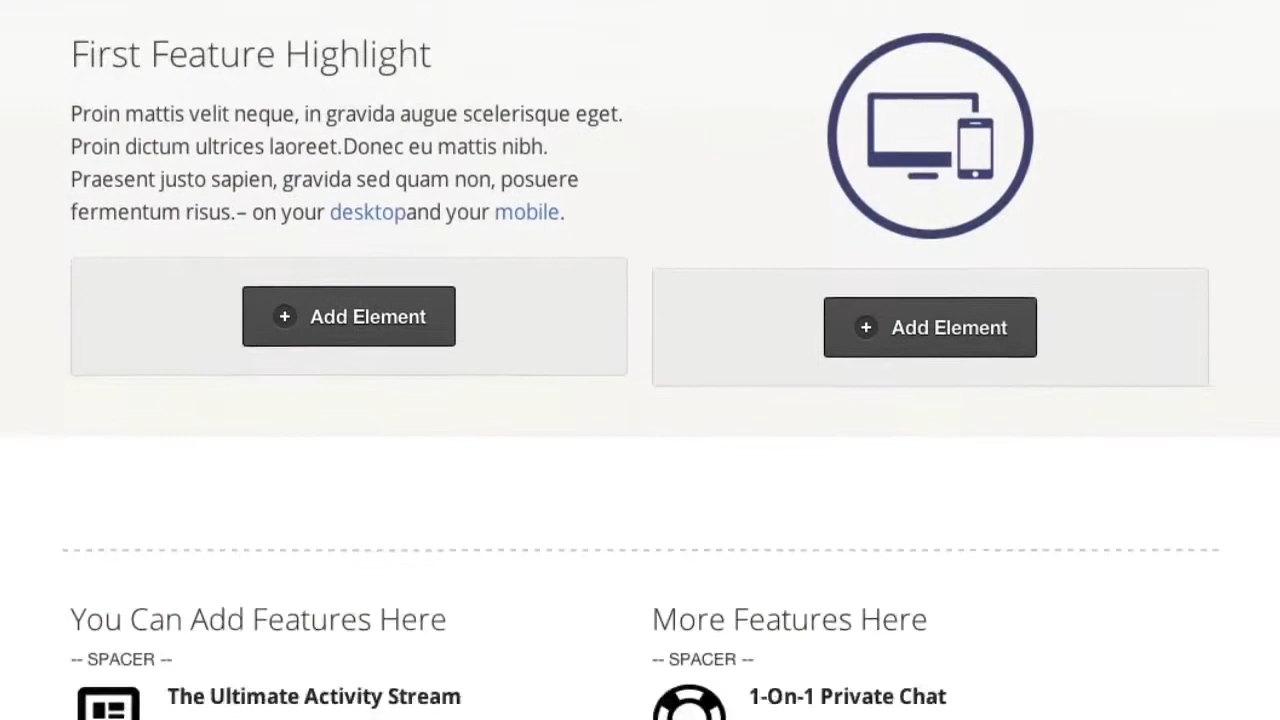 First Feature Highlight
Proin mattis velit neque, in gravida augue scelerisque eget.
Proin dictum ultrices laoreet.Donec eu mattis nibh.
Praesent justo sapien, gravida sed quam non, posuere
fermentum risus.– on your desktopand your mobile.
+ Add Element
+ Add Element
You Can Add Features Here
-- SPACER --
The Ultimate Activity Stream
More Features Here
-- SPACER --
1-On-1 Private Chat